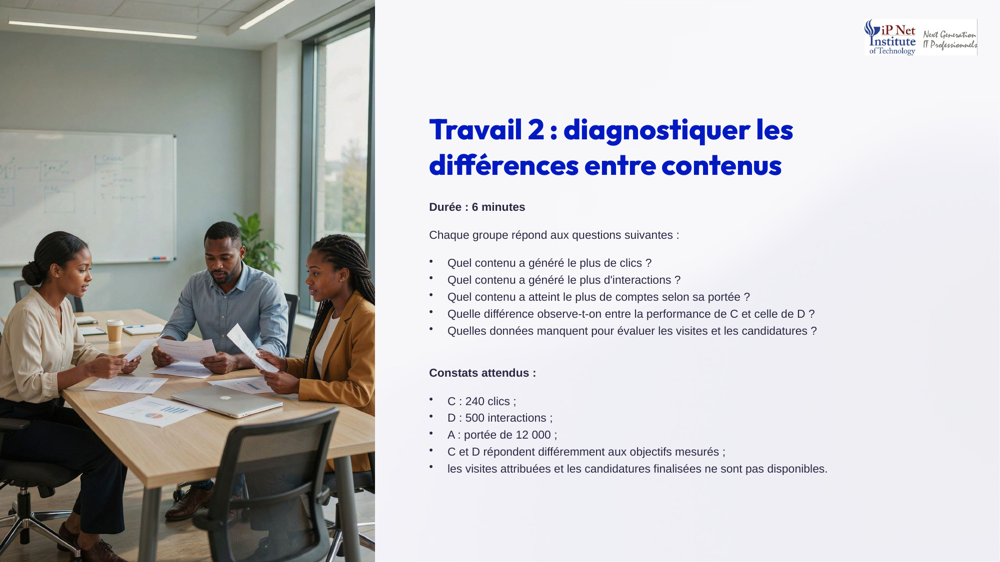 iP Net
Institute
of Technology
Next Generation
IT Professionnels
Travail 2 : diagnostiquer les
différences entre contenus
Durée : 6 minutes
Chaque groupe répond aux questions suivantes :
• Quel contenu a généré le plus de clics ?
• Quel contenu a généré le plus d'interactions ?
• Quel contenu a atteint le plus de comptes selon sa portée ?
• Quelle différence observe-t-on entre la performance de C et celle de D ?
• Quelles données manquent pour évaluer les visites et les candidatures ?
Constats attendus :
• C : 240 clics ;
• D : 500 interactions ;
• A : portée de 12 000 ;
• C et D répondent différemment aux objectifs mesurés ;
• les visites attribuées et les candidatures finalisées ne sont pas disponibles.